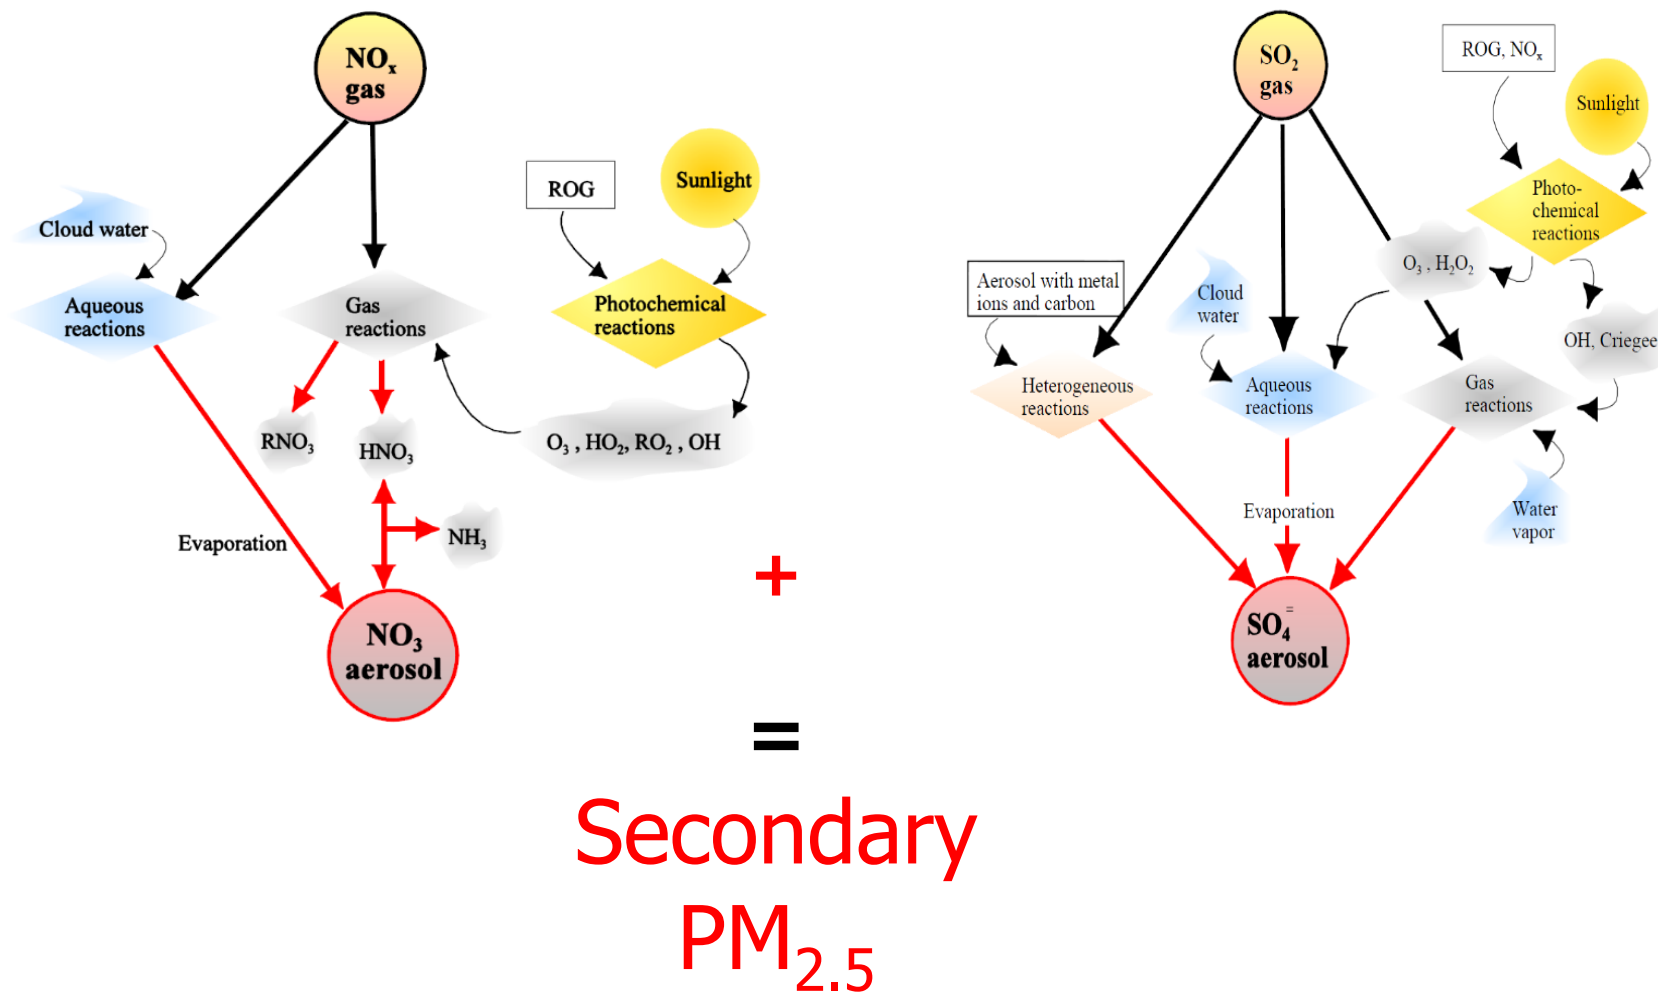 NOₓ
gas
Cloud water
Aqueous
reactions
Gas
reactions
ROG
Sunlight
Photochemical
reactions
O₃ , HO₂, RO₂ , OH
RNO₃
HNO₃
NH₃
Evaporation
NO₃
aerosol
+
SO₂
gas
ROG, NOₓ
Sunlight
Photo-
chemical
reactions
O₃ , H₂O₂
OH, Criegee
Aerosol with metal
ions and carbon
Cloud
water
Heterogeneous
reactions
Aqueous
reactions
Gas
reactions
Water
vapor
Evaporation
SO₄⁼
aerosol
=
Secondary
PM₂.₅